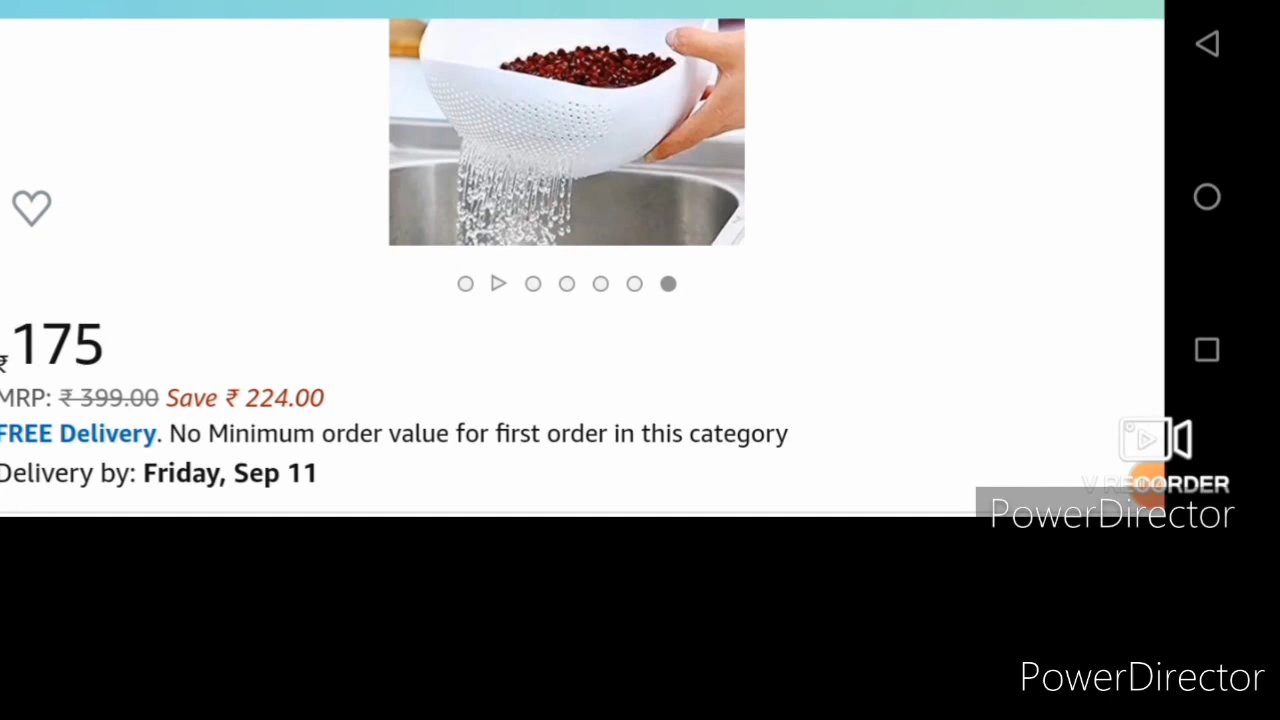 ₹175
MRP: ₹ 399.00 Save ₹ 224.00
FREE Delivery. No Minimum order value for first order in this category
Delivery by: Friday, Sep 11
V RECORDER
PowerDirector
PowerDirector